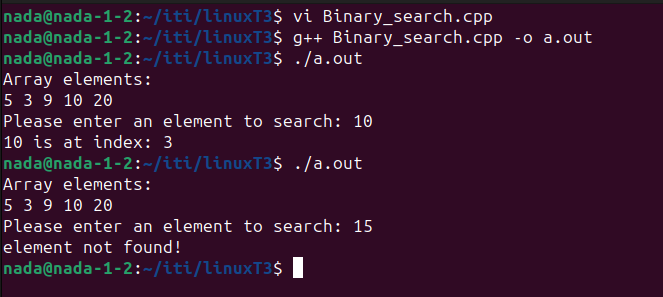 nada@nada-1-2:~/iti/linuxT3$ vi Binary_search.cpp
nada@nada-1-2:~/iti/linuxT3$ g++ Binary_search.cpp -o a.out
nada@nada-1-2:~/iti/linuxT3$ ./a.out
Array elements:
5 3 9 10 20
Please enter an element to search: 10
10 is at index: 3
nada@nada-1-2:~/iti/linuxT3$ ./a.out
Array elements:
5 3 9 10 20
Please enter an element to search: 15
element not found!
nada@nada-1-2:~/iti/linuxT3$